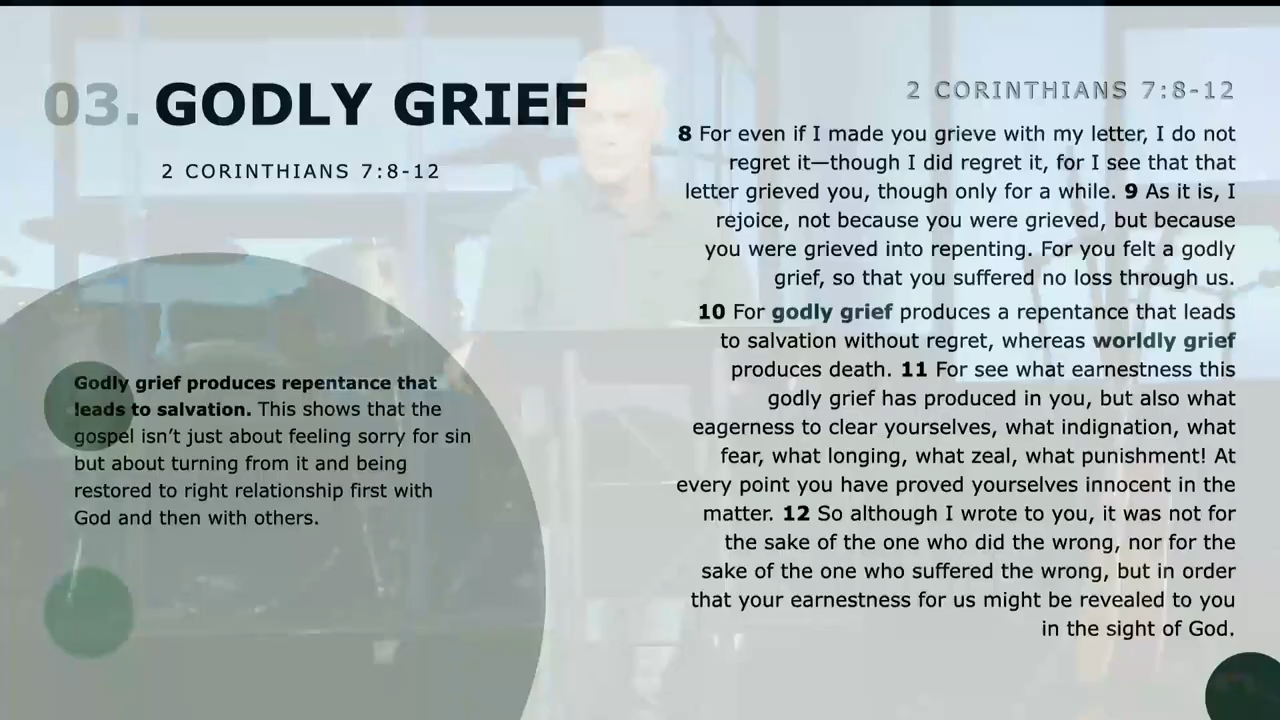 03. GODLY GRIEF
2 CORINTHIANS 7:8-12
Godly grief produces repentance that
leads to salvation. This shows that the
gospel isn’t just about feeling sorry for sin
but about turning from it and being
restored to right relationship first with
God and then with others.
2 CORINTHIANS 7:8-12
8 For even if I made you grieve with my letter, I do not
regret it—though I did regret it, for I see that that
letter grieved you, though only for a while. 9 As it is, I
rejoice, not because you were grieved, but because
you were grieved into repenting. For you felt a godly
grief, so that you suffered no loss through us.
10 For godly grief produces a repentance that leads
to salvation without regret, whereas worldly grief
produces death. 11 For see what earnestness this
godly grief has produced in you, but also what
eagerness to clear yourselves, what indignation, what
fear, what longing, what zeal, what punishment! At
every point you have proved yourselves innocent in the
matter. 12 So although I wrote to you, it was not for
the sake of the one who did the wrong, nor for the
sake of the one who suffered the wrong, but in order
that your earnestness for us might be revealed to you
in the sight of God.